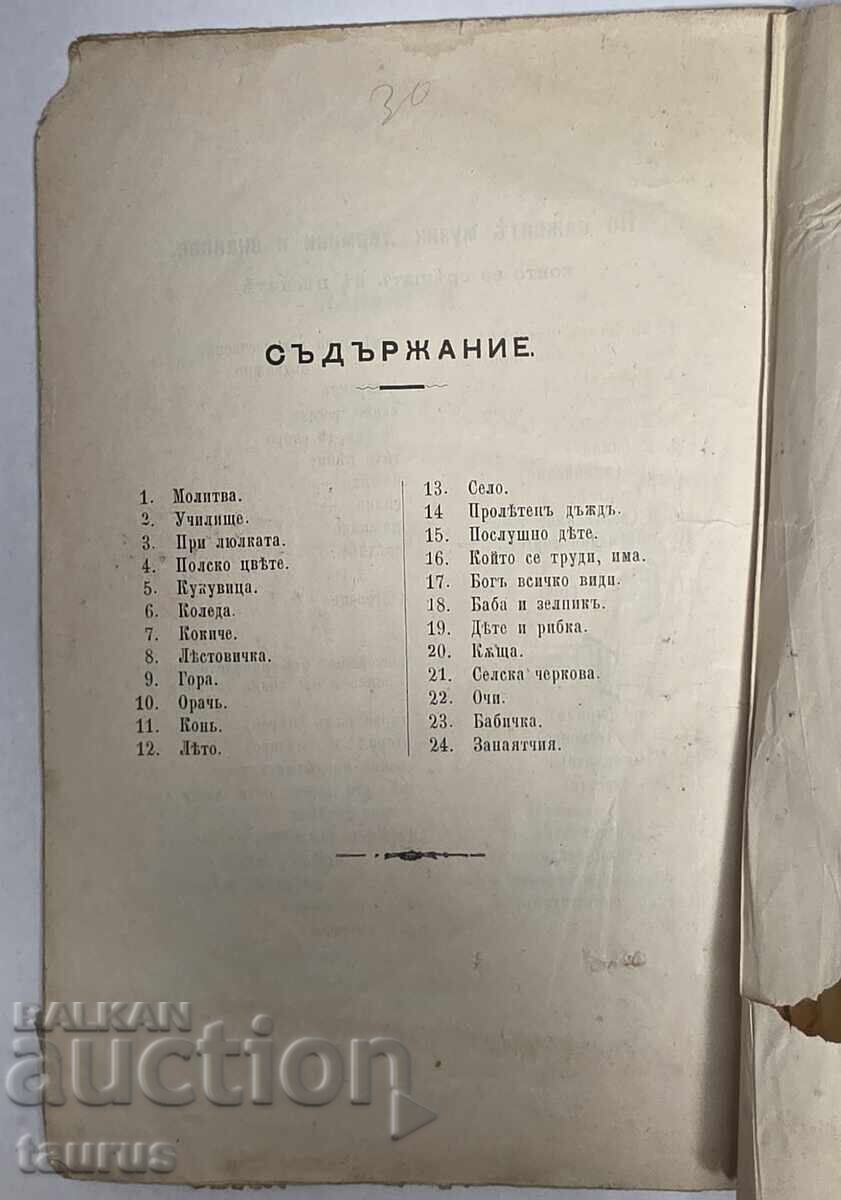 30
СЪДЪРЖАНИЕ.
1. Молитва.
2. Училище.
3. При люлката.
4. Полско цвѣте.
5. Кукувица.
6. Коледа.
7. Кокиче.
8. Лѣстовичка.
9. Гора.
10. Орачь.
11. Конь.
12. Лѣто.
13. Село.
14 Пролѣтенъ дъждъ.
15. Послушно дѣте.
16. Който се труди, има.
17. Богъ всичко види.
18. Баба и зелникъ.
19. Дѣте и рибка.
20. Кѫща.
21. Селска черкова.
22. Очи.
23. Бабичка.
24. Занаятчия.
BALKAN
auction
taurus